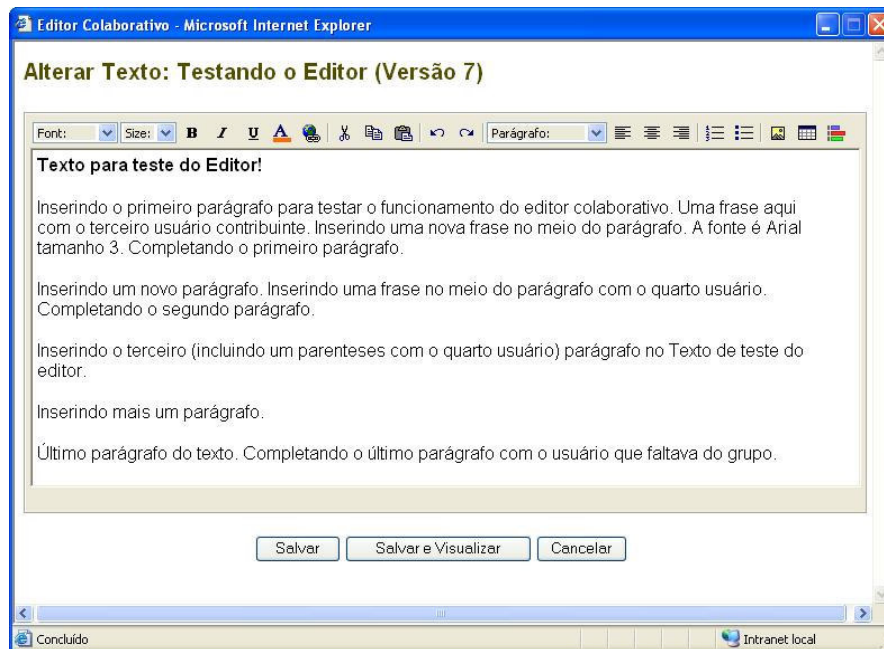 Editor Colaborativo - Microsoft Internet Explorer
Alterar Texto: Testando o Editor (Versão 7)
Font: Size: B I U A Parágrafo:
Texto para teste do Editor!
Inserindo o primeiro parágrafo para testar o funcionamento do editor colaborativo. Uma frase aqui
com o terceiro usuário contribuinte. Inserindo uma nova frase no meio do parágrafo. A fonte é Arial
tamanho 3. Completando o primeiro parágrafo.
Inserindo um novo parágrafo. Inserindo uma frase no meio do parágrafo com o quarto usuário.
Completando o segundo parágrafo.
Inserindo o terceiro (incluindo um parenteses com o quarto usuário) parágrafo no Texto de teste do
editor.
Inserindo mais um parágrafo.
Último parágrafo do texto. Completando o último parágrafo com o usuário que faltava do grupo.
Salvar Salvar e Visualizar Cancelar
Concluído Intranet local